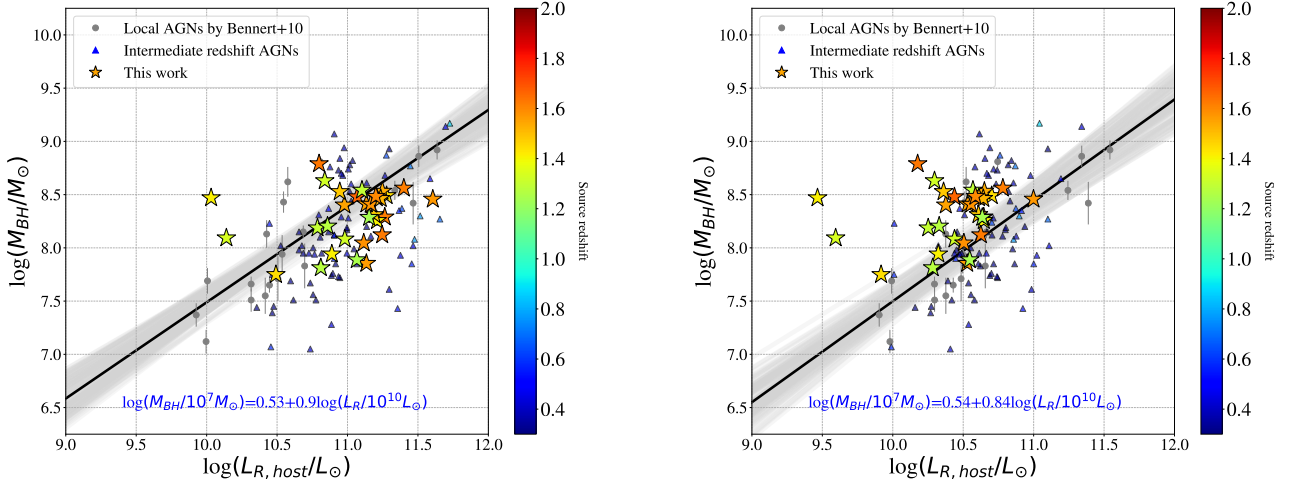 Local AGNs by Bennert+10
Intermediate redshift AGNs
This work
log(M_BH/M_⊙)
10.0
9.5
9.0
8.5
8.0
7.5
7.0
6.5
log(M_BH/10^7M_⊙)=0.53+0.9log(L_R/10^10L_⊙)
9.0 9.5 10.0 10.5 11.0 11.5 12.0
log(L_R,host/L_⊙)
2.0
1.8
1.6
1.4
1.2
1.0
0.8
0.6
0.4
Source redshift
Local AGNs by Bennert+10
Intermediate redshift AGNs
This work
log(M_BH/M_⊙)
10.0
9.5
9.0
8.5
8.0
7.5
7.0
6.5
log(M_BH/10^7M_⊙)=0.54+0.84log(L_R/10^10L_⊙)
9.0 9.5 10.0 10.5 11.0 11.5 12.0
log(L_R,host/L_⊙)
2.0
1.8
1.6
1.4
1.2
1.0
0.8
0.6
0.4
Source redshift